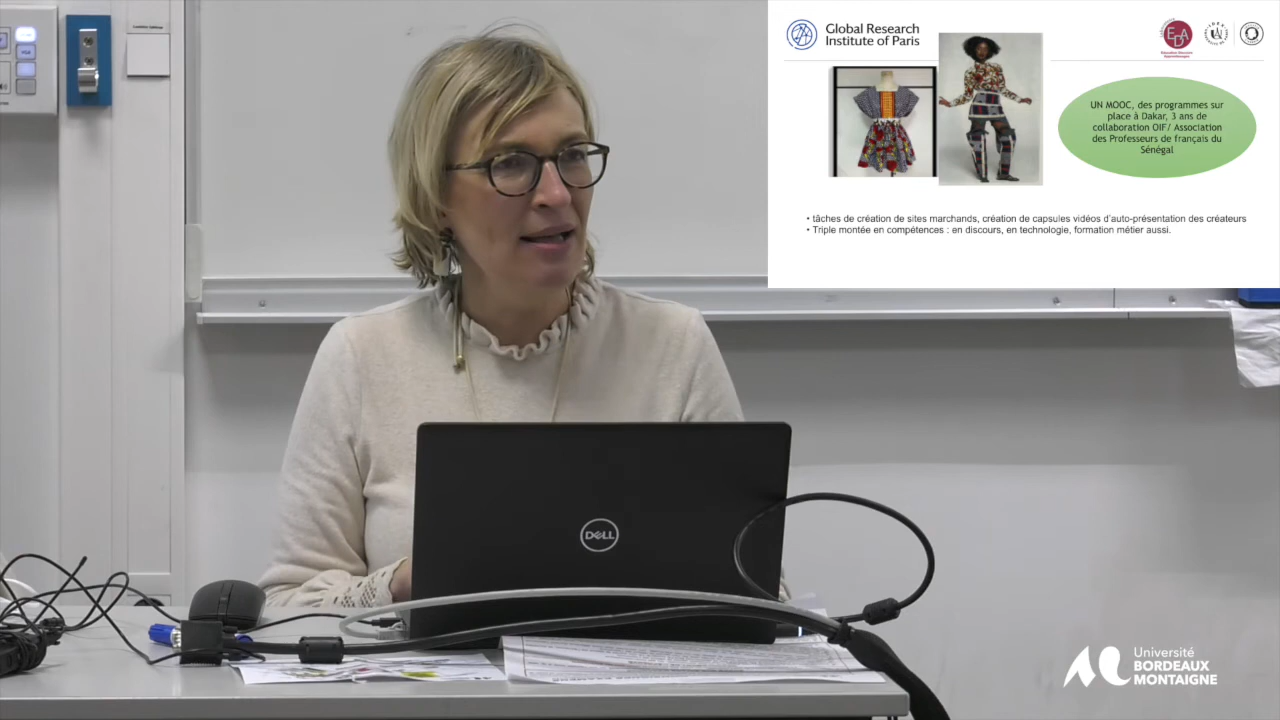 Global Research
Institute of Paris
EDA
UN MOOC, des programmes sur
place à Dakar, 3 ans de
collaboration OIF/ Association
des Professeurs de français du
Sénégal
• tâches de création de sites marchands, création de capsules vidéos d'auto-présentation des créateurs
• Triple montée en compétences : en discours, en technologie, formation métier aussi.
DELL
Université
BORDEAUX
MONTAIGNE